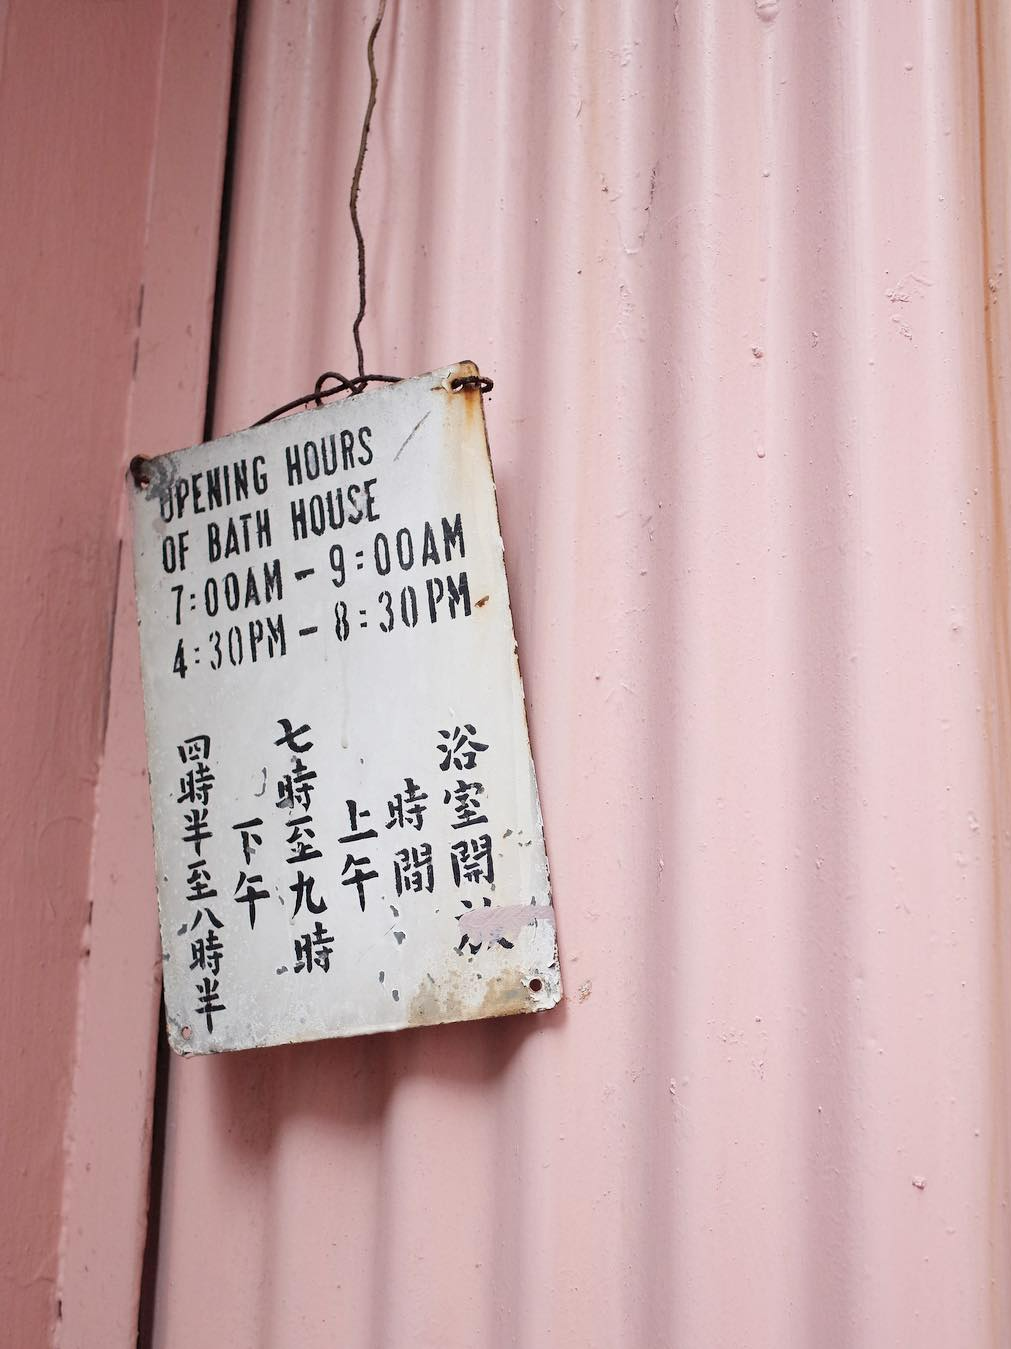 OPENING HOURS
OF BATH HOUSE
7:00AM – 9:00AM
4:30PM – 8:30PM
浴室開放
時間
上午
七時至九時
下午
四時半至八時半